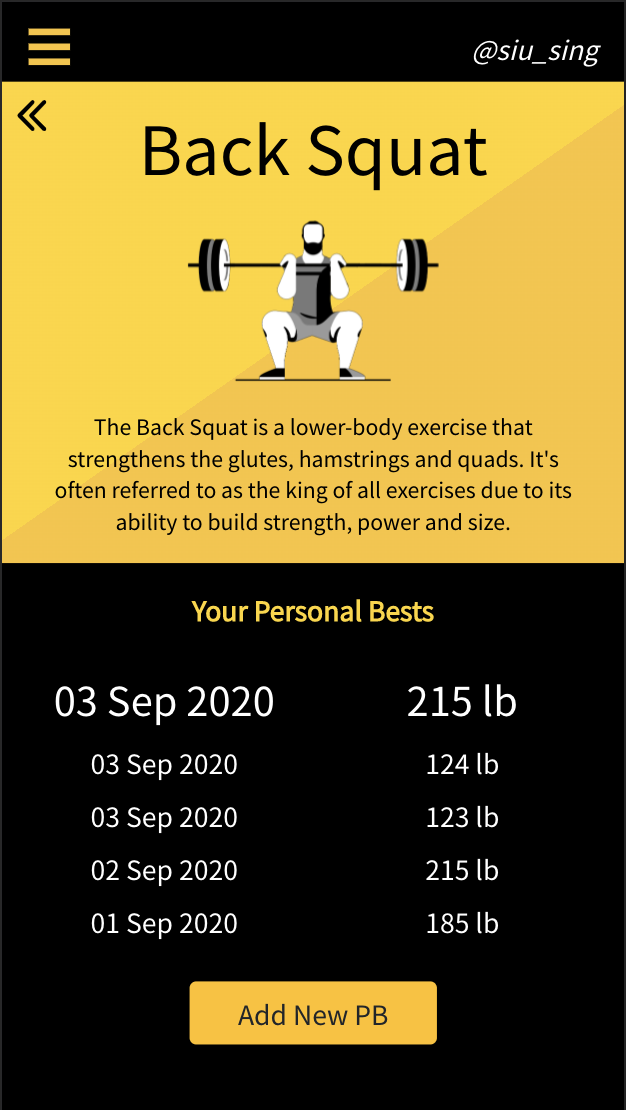 @siu_sing
Back Squat
The Back Squat is a lower-body exercise that
strengthens the glutes, hamstrings and quads. It's
often referred to as the king of all exercises due to its
ability to build strength, power and size.
Your Personal Bests
03 Sep 2020 215 lb
03 Sep 2020 124 lb
03 Sep 2020 123 lb
02 Sep 2020 215 lb
01 Sep 2020 185 lb
Add New PB